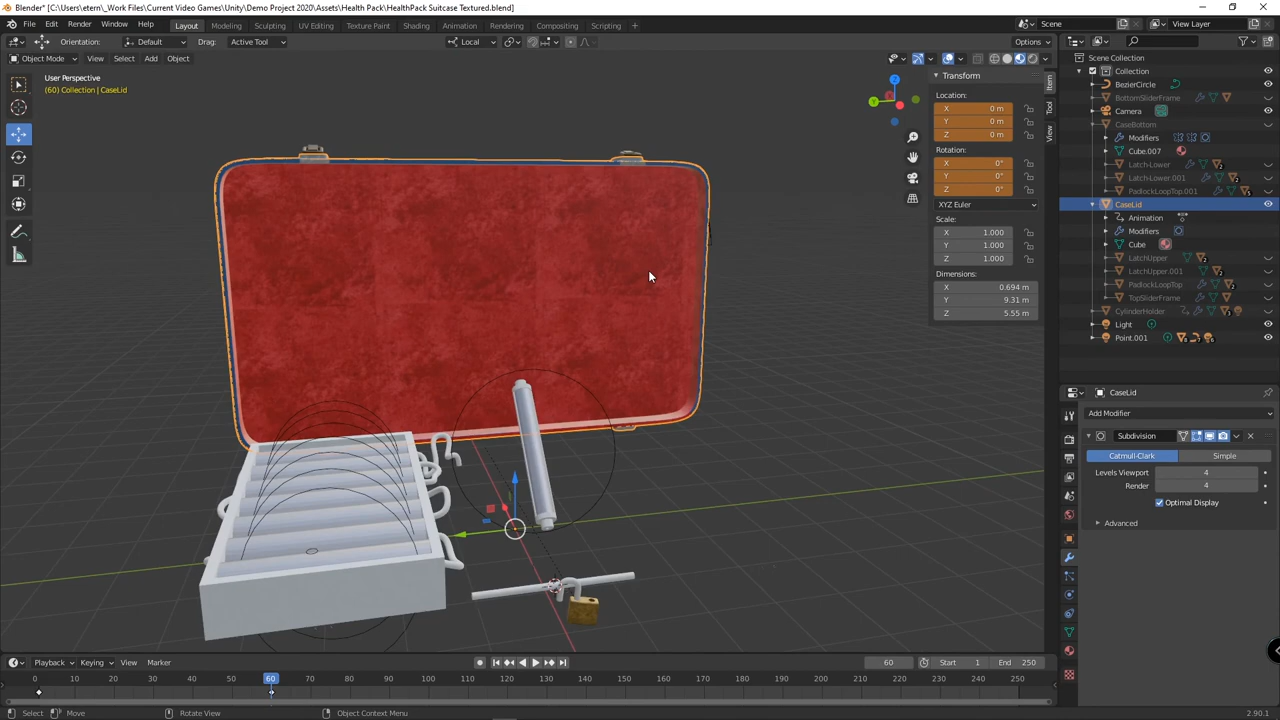 Blender* [C:\Users\etern\_Work Files\Current Video Games\Unity\Demo Project 2020\Assets\Health Pack\HealthPack Suitcase Textured.blend]
File Edit Render Window Help Layout Modeling Sculpting UV Editing Texture Paint Shading Animation Rendering Compositing Scripting + Scene View Layer
Orientation: Default Drag: Active Tool Local Options
Object Mode View Select Add Object
User Perspective
(60) Collection | CaseLid
Transform
Location:
X 0 m
Y 0 m
Z 0 m
Rotation:
X 0°
Y 0°
Z 0°
XYZ Euler
Scale:
X 1.000
Y 1.000
Z 1.000
Dimensions:
X 0.694 m
Y 9.31 m
Z 5.55 m
Item
Tool
View
Z
Y
Scene Collection
Collection
BezierCircle
BottomSliderFrame
Camera
CaseBottom
Modifiers
Cube.007
Latch-Lower
2
Latch-Lower.001
2
PadlockLoopTop.001
5
CaseLid
Animation
Modifiers
Cube
LatchUpper
2
LatchUpper.001
2
PadlockLoopTop
2
TopSliderFrame
CylinderHolder
Light
Point.001
CaseLid
Add Modifier
Subdivision
Catmull-Clark Simple
Levels Viewport 4
Render 4
Optimal Display
Advanced
Playback Keying View Marker 60 Start 1 End 250
10 20 30 40 50 60 70 80 90 100 110 120 130 140 150 160 170 180 190 200 210 220 230 240 250
Select Move Rotate View Object Context Menu 2.90.1